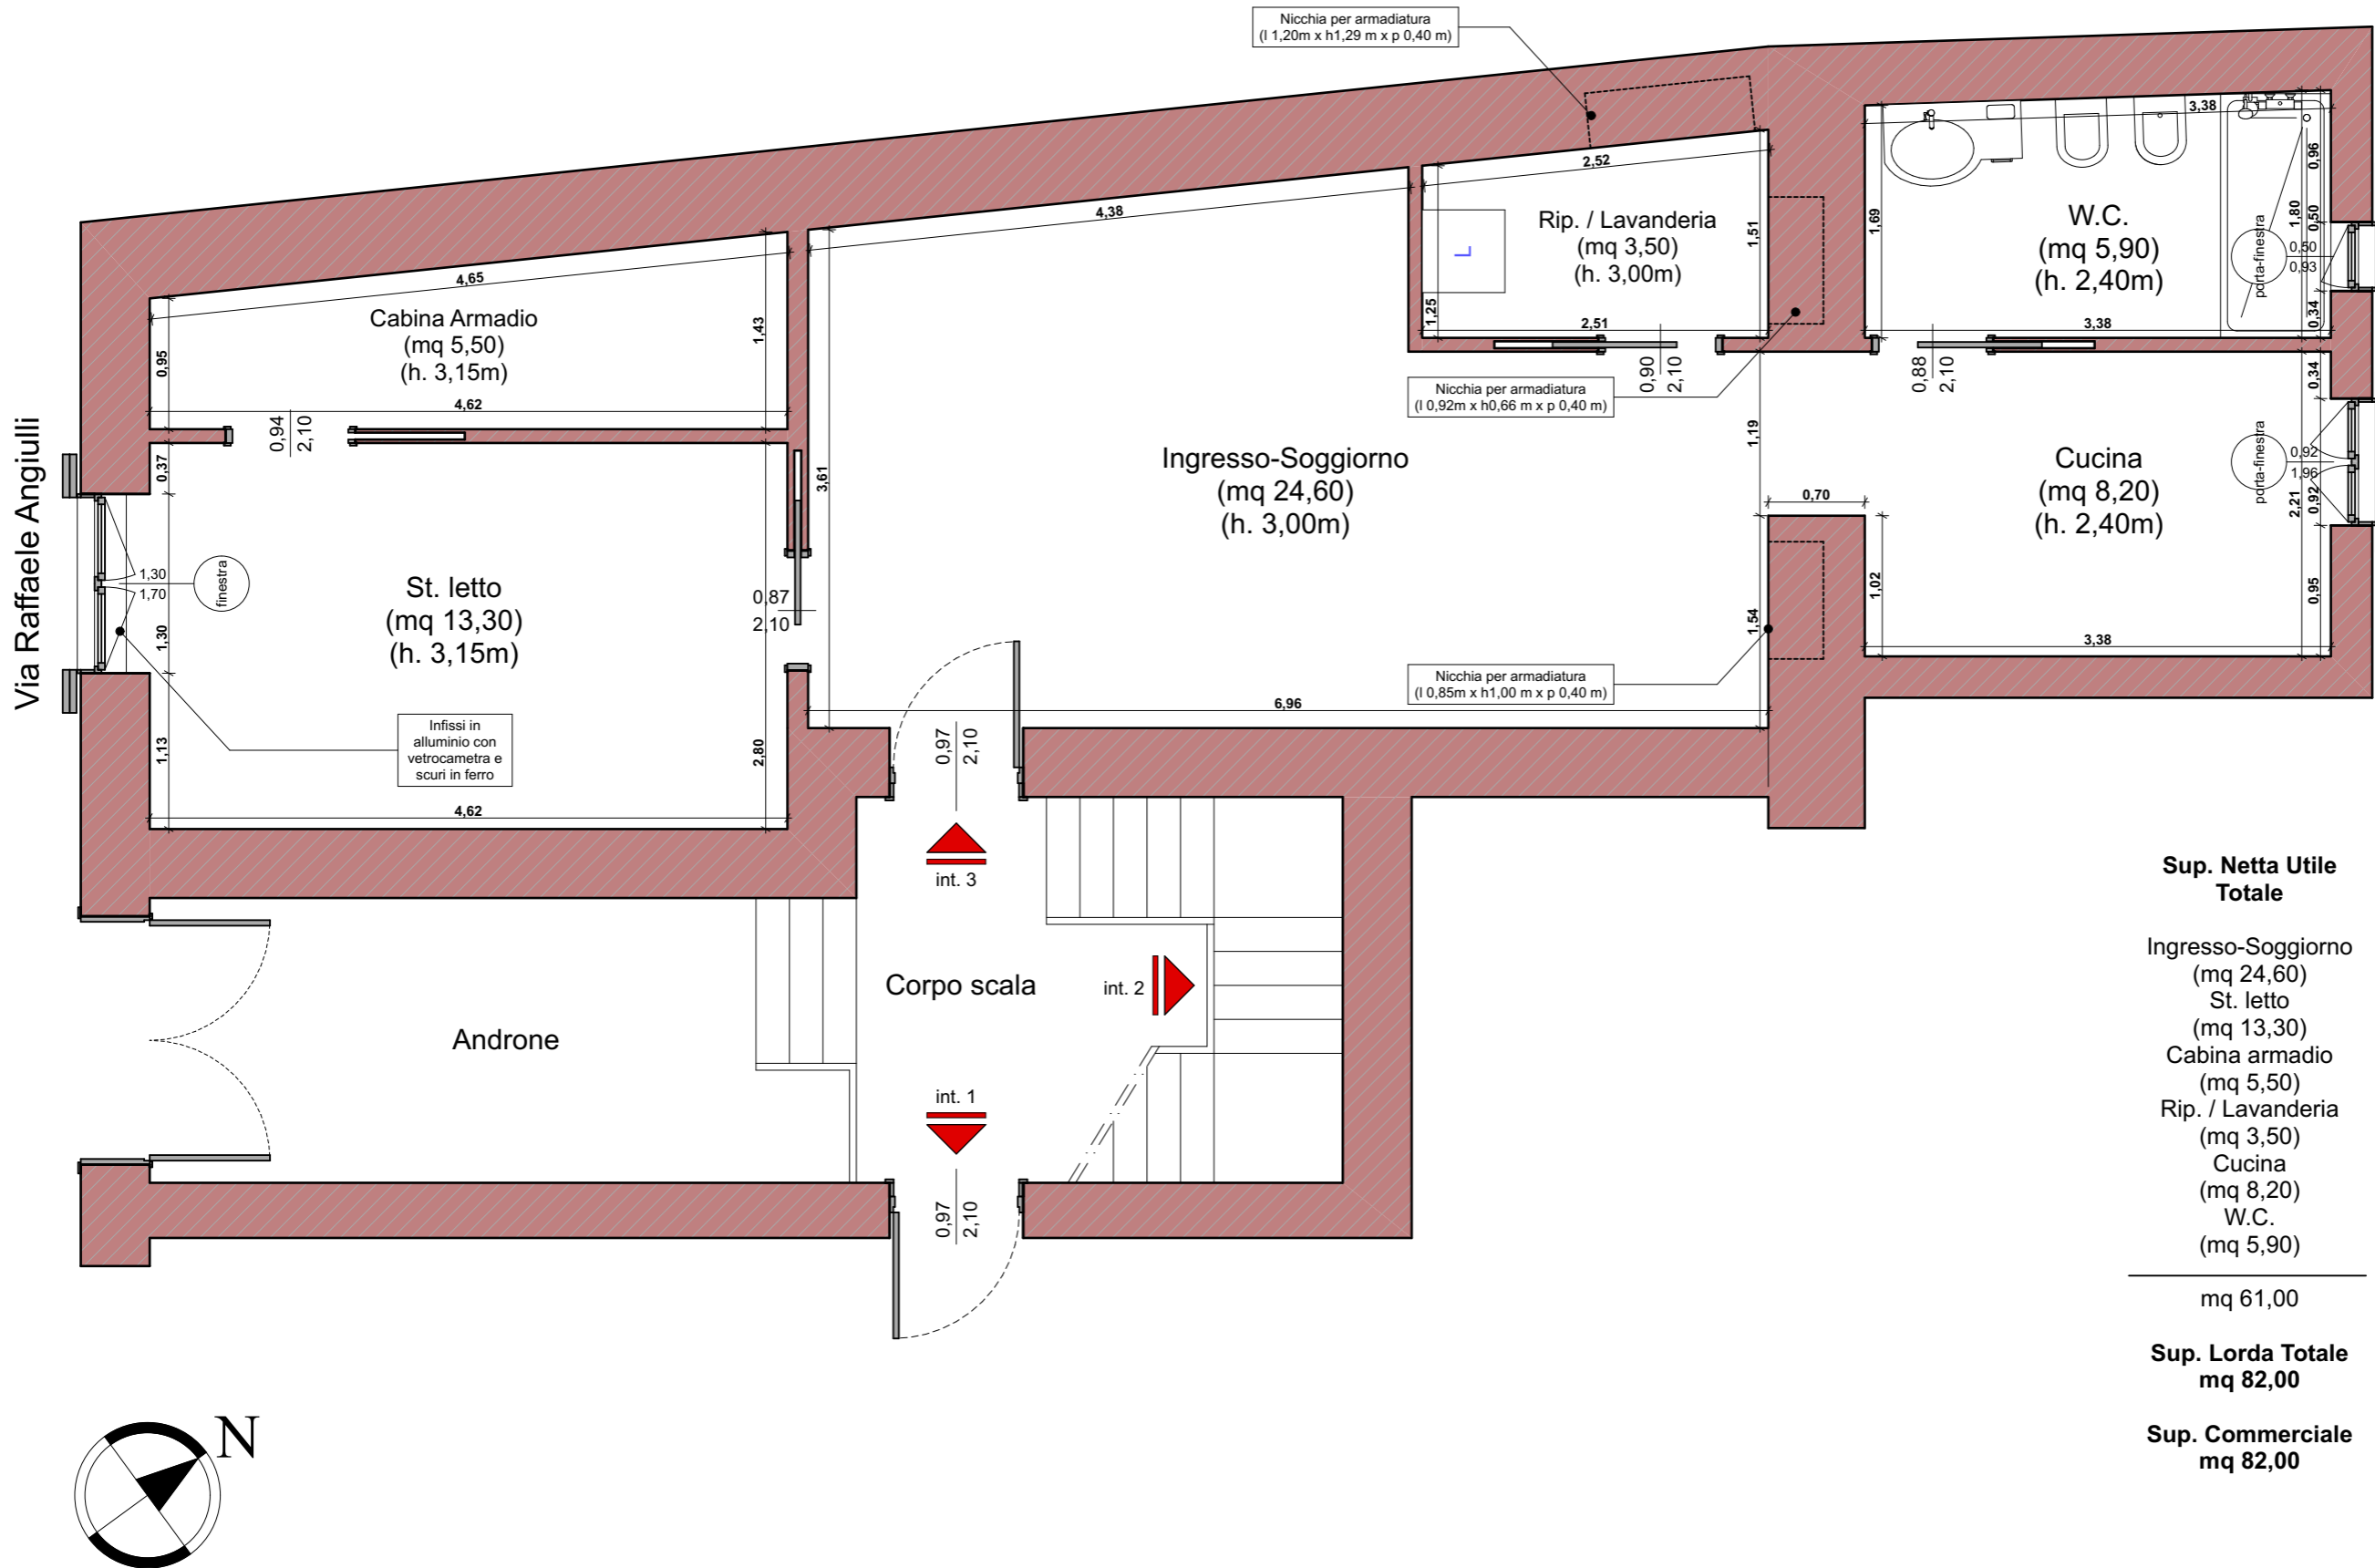 Nicchia per armadiatura
(l 1,20m x h1,29 m x p 0,40 m)
3,38
2,52
4,38
Rip. / Lavanderia
(mq 3,50)
(h. 3,00m)
L
1,51
1,25
2,51
0,90
2,10
W.C.
(mq 5,90)
(h. 2,40m)
1,69
0,96
1,80
0,50
0,34
porta-finestra
0,50
0,93
3,38
0,88
2,10
4,65
Cabina Armadio
(mq 5,50)
(h. 3,15m)
0,95
1,43
4,62
0,94
2,10
Nicchia per armadiatura
(l 0,92m x h0,66 m x p 0,40 m)
Via Raffaele Angiulli
0,37
1,30
1,13
1,30
1,70
finestra
St. letto
(mq 13,30)
(h. 3,15m)
0,87
2,10
2,80
4,62
Infissi in
alluminio con
vetrocametra e
scuri in ferro
3,61
Ingresso-Soggiorno
(mq 24,60)
(h. 3,00m)
1,19
1,54
0,70
6,96
Nicchia per armadiatura
(l 0,85m x h1,00 m x p 0,40 m)
Cucina
(mq 8,20)
(h. 2,40m)
1,02
0,34
0,92
2,21
0,95
porta-finestra
0,92
1,96
3,38
0,97
2,10
int. 3
Corpo scala
int. 2
Androne
int. 1
0,97
2,10
Sup. Netta Utile
Totale
Ingresso-Soggiorno
(mq 24,60)
St. letto
(mq 13,30)
Cabina armadio
(mq 5,50)
Rip. / Lavanderia
(mq 3,50)
Cucina
(mq 8,20)
W.C.
(mq 5,90)
mq 61,00
Sup. Lorda Totale
mq 82,00
Sup. Commerciale
mq 82,00
N